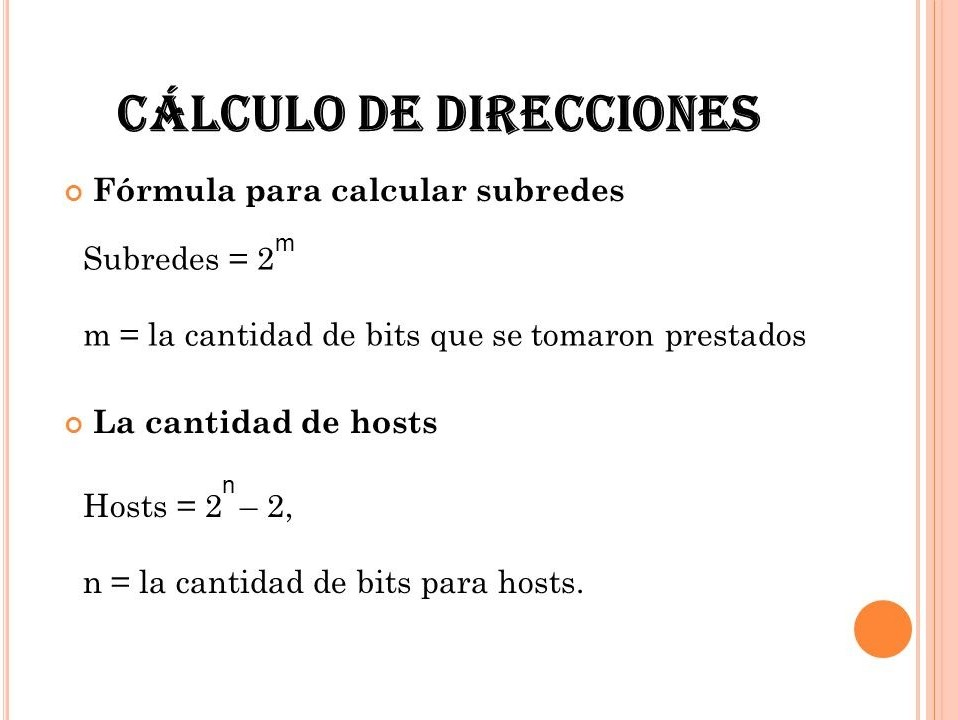 CÁLCULO DE DIRECCIONES
Fórmula para calcular subredes
Subredes = 2^m
m = la cantidad de bits que se tomaron prestados
La cantidad de hosts
Hosts = 2^n – 2,
n = la cantidad de bits para hosts.